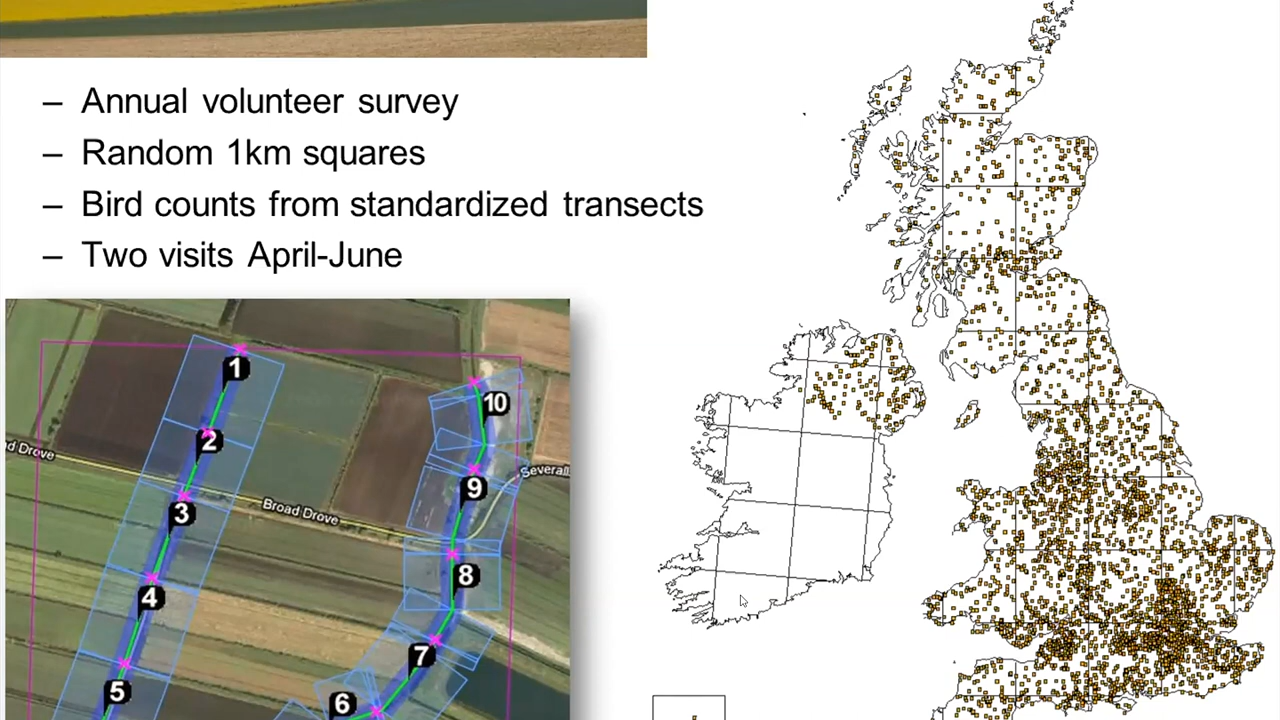 – Annual volunteer survey
– Random 1km squares
– Bird counts from standardized transects
– Two visits April-June
1
10
2
d Drove
9
Severall
3
Broad Drove
8
4
7
5
6